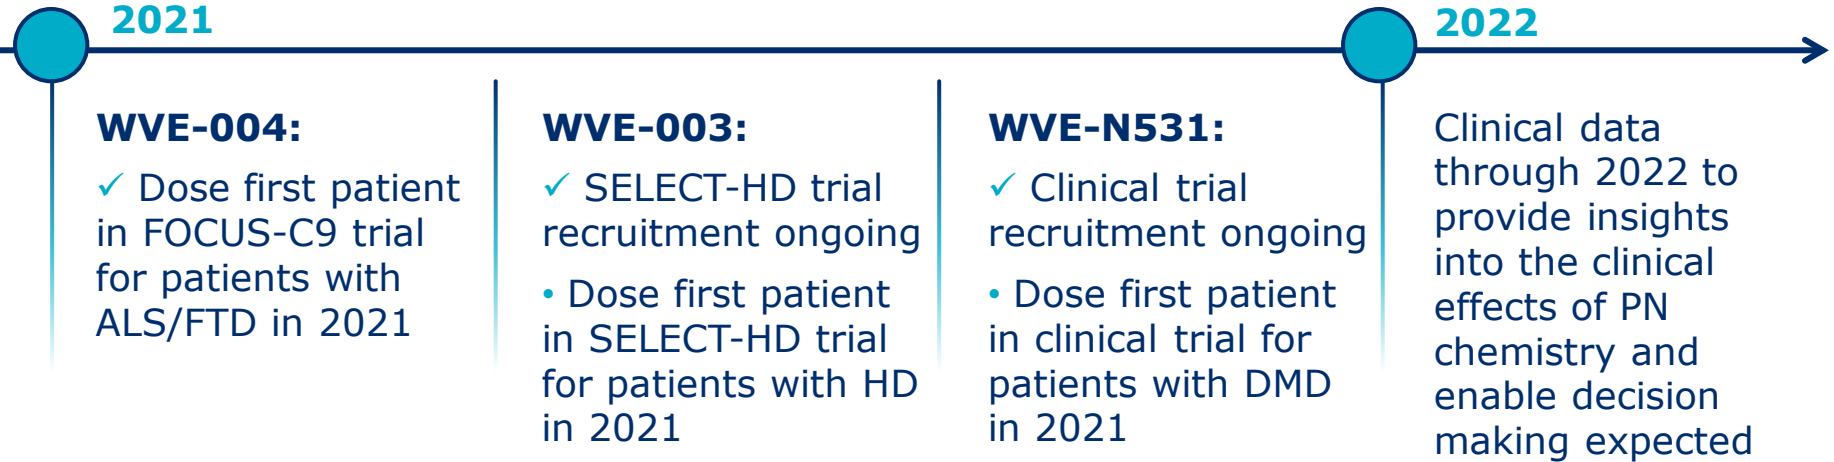 2021
2022
WVE-004:
✓ Dose first patient
in FOCUS-C9 trial
for patients with
ALS/FTD in 2021
WVE-003:
✓ SELECT-HD trial
recruitment ongoing
• Dose first patient
in SELECT-HD trial
for patients with HD
in 2021
WVE-N531:
✓ Clinical trial
recruitment ongoing
• Dose first patient
in clinical trial for
patients with DMD
in 2021
Clinical data
through 2022 to
provide insights
into the clinical
effects of PN
chemistry and
enable decision
making expected